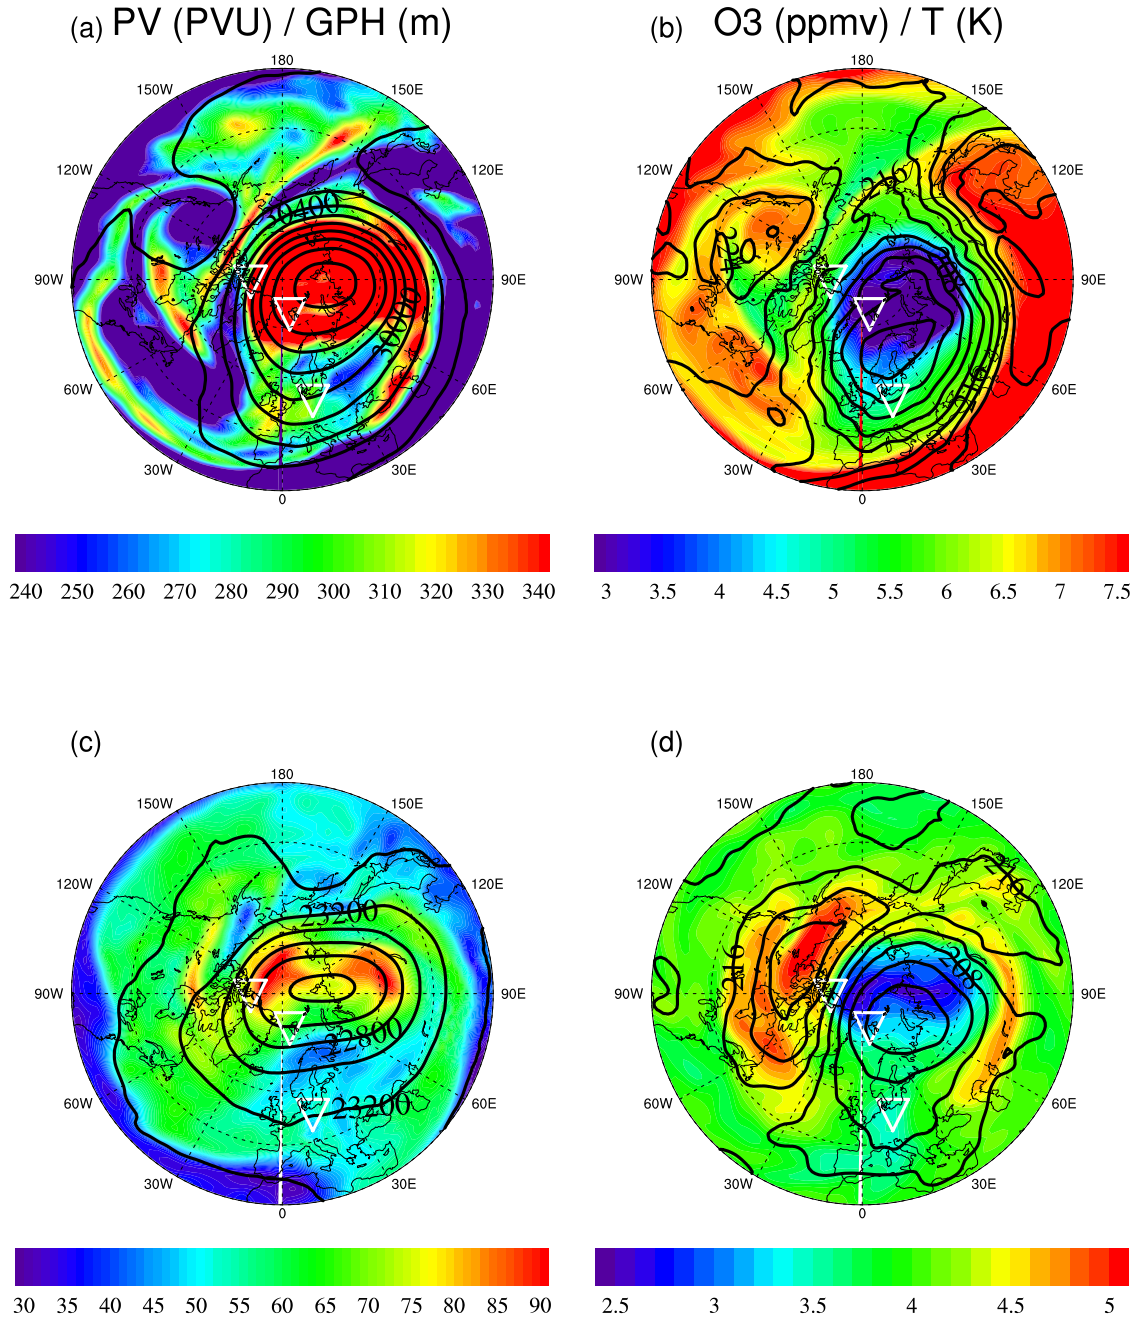 (a) PV (PVU) / GPH (m)
(b) O3 (ppmv) / T (K)
180
150W
150E
120W
120E
90W
90E
60W
60E
30W
30E
0
30400
30000
180
150W
150E
120W
120E
90W
90E
60W
60E
30W
30E
0
216
216
240 250 260 270 280 290 300 310 320 330 340
3 3.5 4 4.5 5 5.5 6 6.5 7 7.5
(c)
(d)
180
150W
150E
120W
120E
90W
90E
60W
60E
30W
30E
0
23200
22800
23200
180
150W
150E
120W
120E
90W
90E
60W
60E
30W
30E
0
216
216
208
30 35 40 45 50 55 60 65 70 75 80 85 90
2.5 3 3.5 4 4.5 5